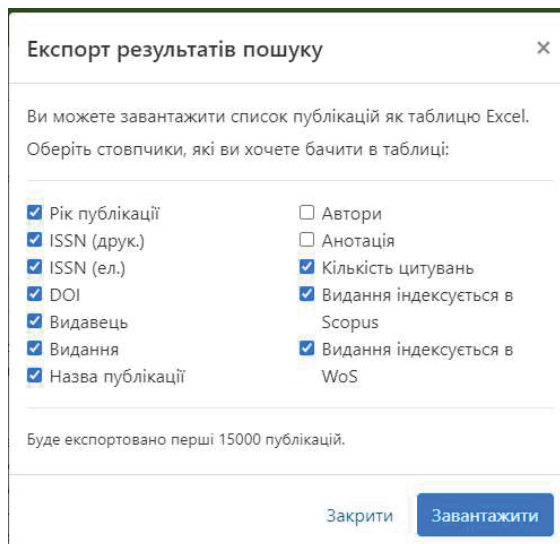 Експорт результатів пошуку ×
Ви можете завантажити список публікацій як таблицю Excel.
Оберіть стовпчики, які ви хочете бачити в таблиці:
Рік публікації
ISSN (друк.)
ISSN (ел.)
DOI
Видавець
Видання
Назва публікації
Автори
Анотація
Кількість цитувань
Видання індексується в
Scopus
Видання індексується в
WoS
Буде експортовано перші 15000 публікацій.
Закрити
Завантажити